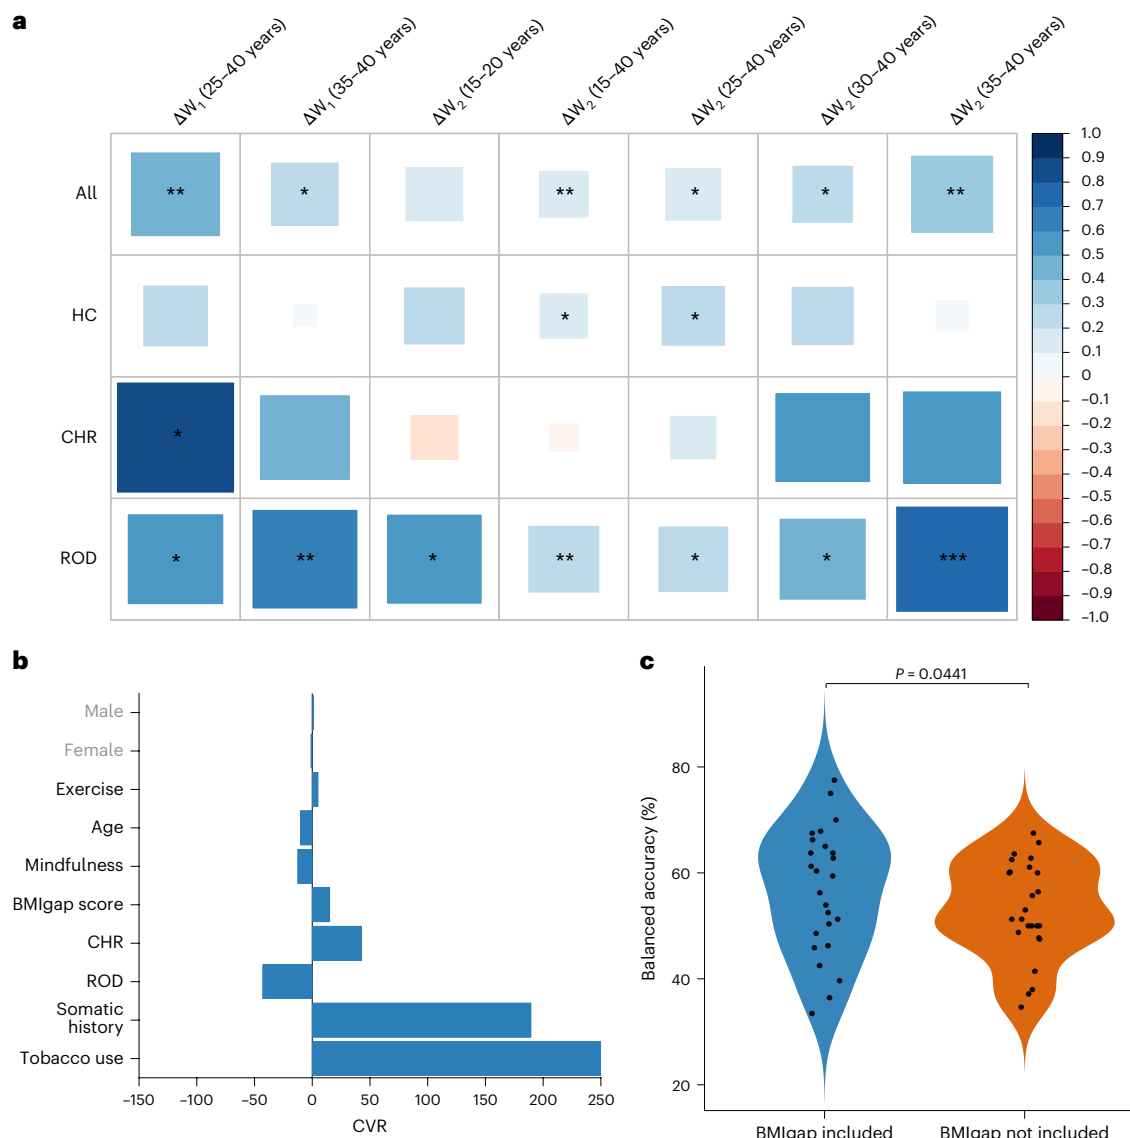 a
ΔW1 (25–40 years)
ΔW1 (35–40 years)
ΔW2 (15–20 years)
ΔW2 (15–40 years)
ΔW2 (25–40 years)
ΔW2 (30–40 years)
ΔW2 (35–40 years)
All
** * ** * * **
HC
* *
CHR
*
ROD
* ** * ** * * ***
1.0
0.9
0.8
0.7
0.6
0.5
0.4
0.3
0.2
0.1
0
–0.1
–0.2
–0.3
–0.4
–0.5
–0.6
–0.7
–0.8
–0.9
–1.0
b
Male
Female
Exercise
Age
Mindfulness
BMIgap score
CHR
ROD
Somatic
history
Tobacco use
–150 –100 –50 0 50 100 150 200 250
CVR
c
P = 0.0441
Balanced accuracy (%)
80
60
40
20
BMIgap included BMIgap not included